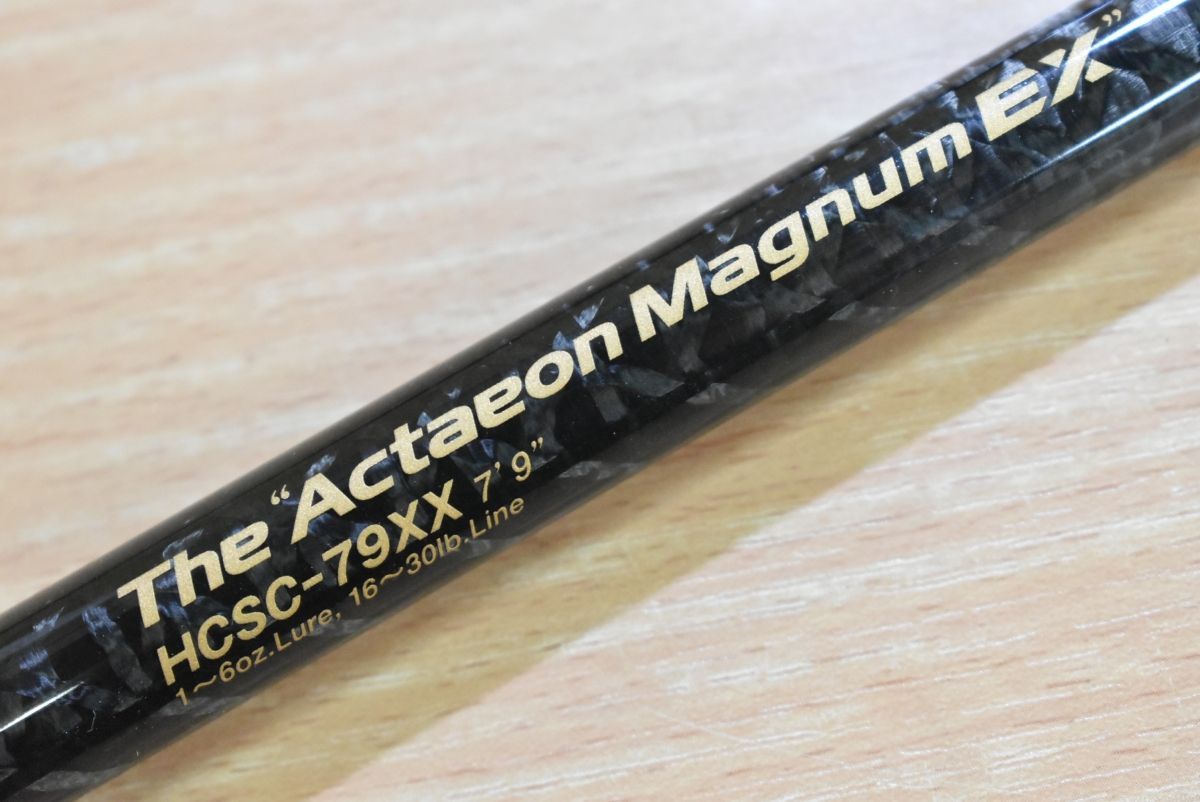 The “Actaeon Magnum EX”
HCSC-79XX 7’9”
1～6oz.Lure, 16～30lb.Line